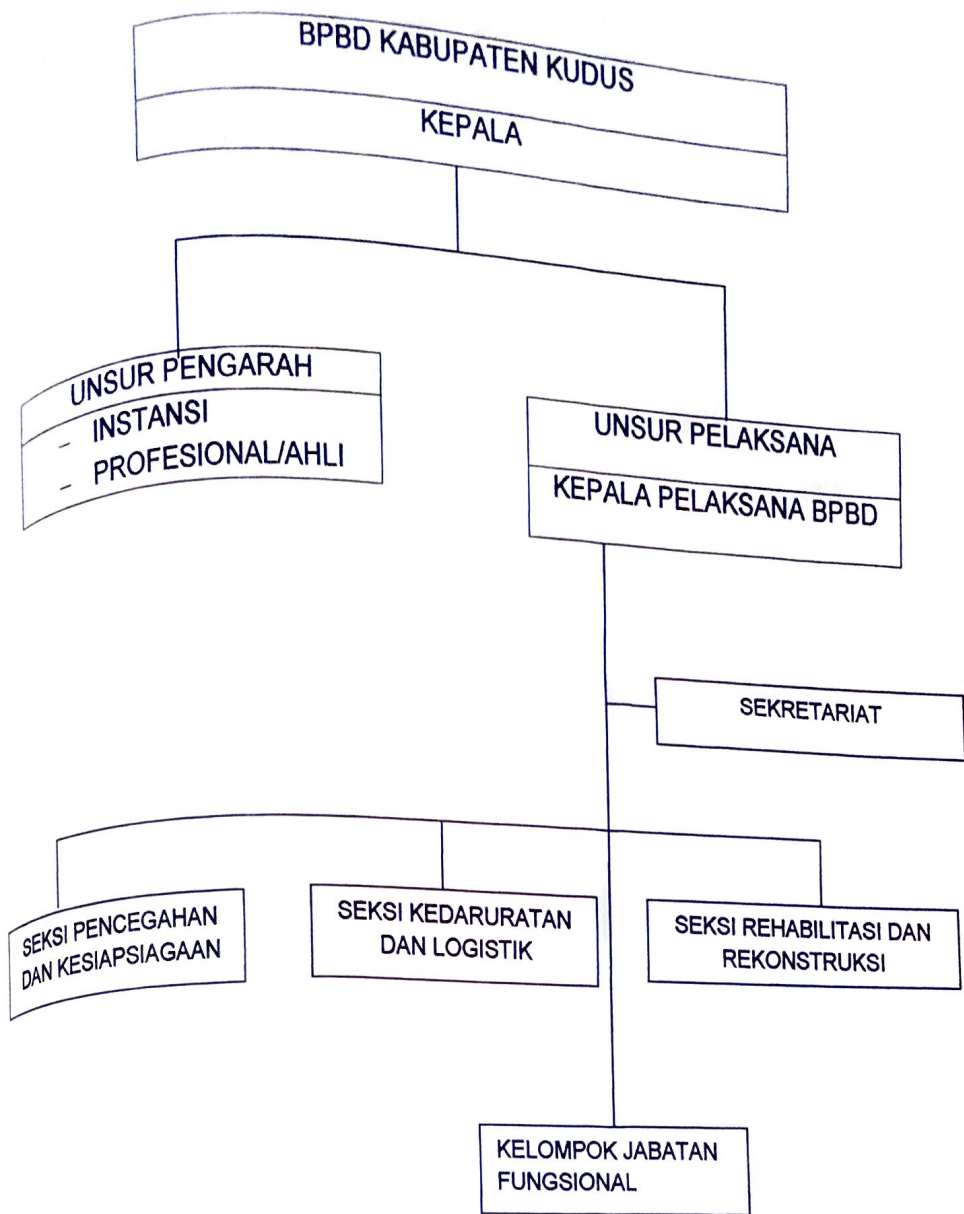 BPBD KABUPATEN KUDUS
KEPALA
UNSUR PENGARAH
- INSTANSI
- PROFESIONAL/AHLI
UNSUR PELAKSANA
KEPALA PELAKSANA BPBD
SEKRETARIAT
SEKSI PENCEGAHAN
DAN KESIAPSIAGAAN
SEKSI KEDARURATAN
DAN LOGISTIK
SEKSI REHABILITASI DAN
REKONSTRUKSI
KELOMPOK JABATAN
FUNGSIONAL